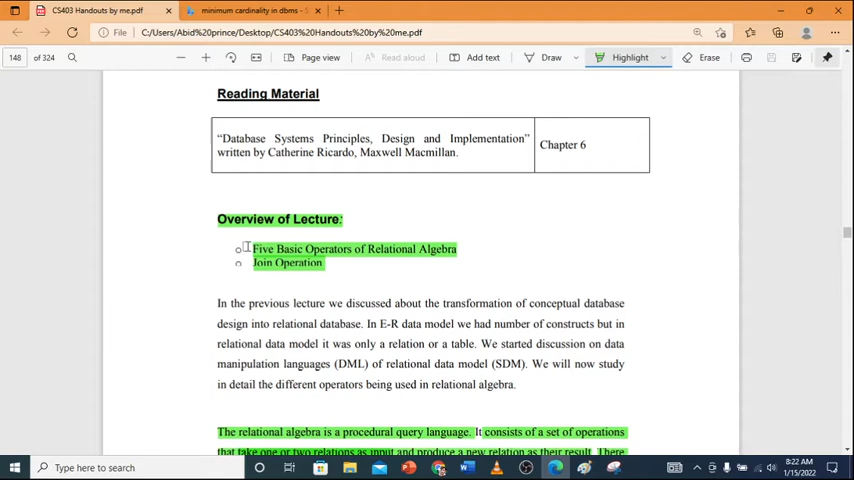 CS403 Handouts by me.pdf
minimum cardinality in dbms - S
File
C:/Users/Abid prince/Desktop/CS403%20Handouts%20by%20me.pdf
148 of 324
Page view
Read aloud
Add text
Draw
Highlight
Erase
Reading Material
“Database Systems Principles, Design and Implementation”
written by Catherine Ricardo, Maxwell Macmillan.
Chapter 6
Overview of Lecture:
o Five Basic Operators of Relational Algebra
o Join Operation
In the previous lecture we discussed about the transformation of conceptual database
design into relational database. In E-R data model we had number of constructs but in
relational data model it was only a relation or a table. We started discussion on data
manipulation languages (DML) of relational data model (SDM). We will now study
in detail the different operators being used in relational algebra.
The relational algebra is a procedural query language. It consists of a set of operations
that take one or two relations as input and produce a new relation as their result. There
Type here to search
8:22 AM
1/15/2022